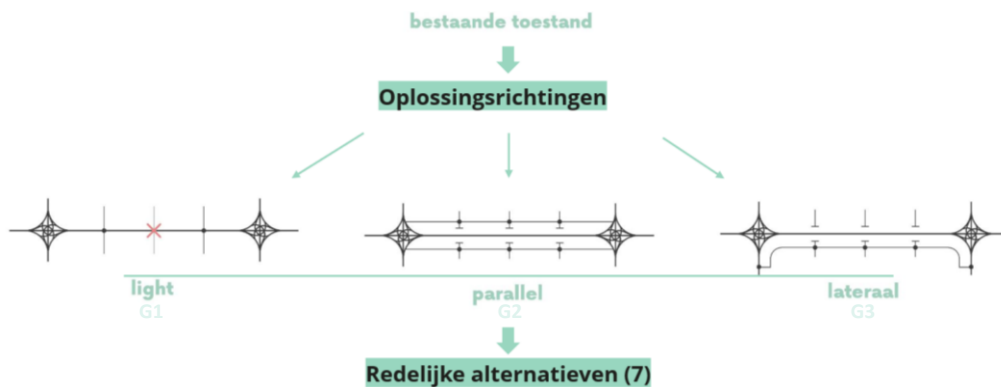 bestaande toestand
Oplossingsrichtingen
light
G1
parallel
G2
lateraal
G3
Redelijke alternatieven (7)